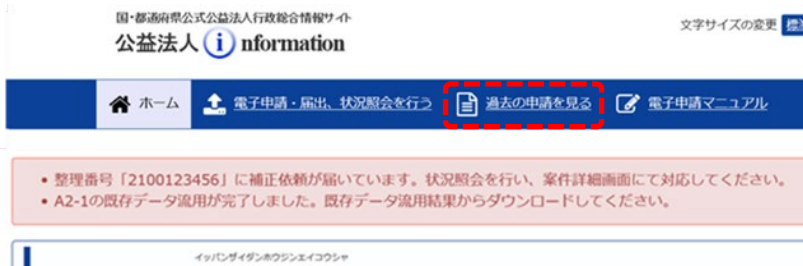 国・都道府県公式公益法人行政総合情報サイト
公益法人 information
文字サイズの変更 標準
ホーム 電子申請・届出、状況照会を行う 過去の申請を見る 電子申請マニュアル
• 整理番号「2100123456」に補正依頼が届いています。状況照会を行い、案件詳細画面にて対応してください。
• A2-1の既存データ流用が完了しました。既存データ流用結果からダウンロードしてください。
イッパンザイダンホウジンエイコウシャ